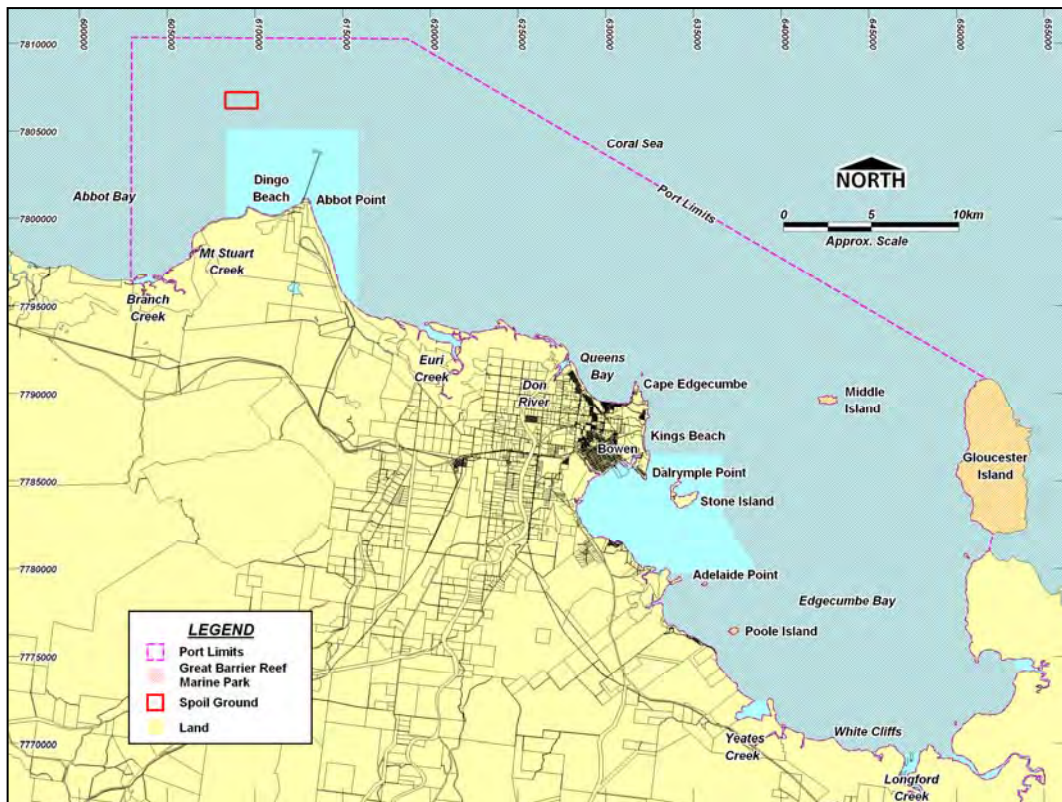 600000
605000
610000
615000
620000
625000
630000
635000
640000
645000
650000
655000
7810000
7805000
7800000
7795000
7790000
7785000
7780000
7775000
7770000
Coral Sea
NORTH
0 5 10km
Approx. Scale
Port Limits
Abbot Bay
Dingo
Beach
Abbot Point
Mt Stuart
Creek
Branch
Creek
Euri
Creek
Don
River
Queens
Bay
Cape Edgecumbe
Middle
Island
Kings Beach
Bowen
Gloucester
Island
Dalrymple Point
Stone Island
Adelaide Point
Edgecumbe Bay
Poole Island
White Cliffs
Yeates
Creek
Longford
Creek
LEGEND
Port Limits
Great Barrier Reef
Marine Park
Spoil Ground
Land